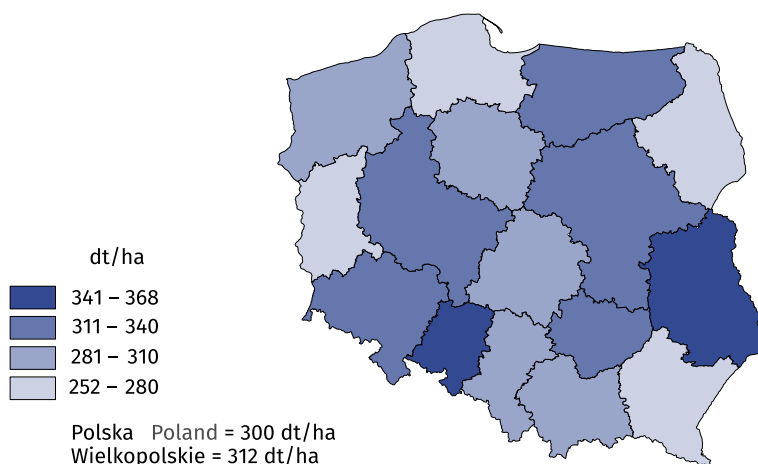 dt/ha
341 – 368
311 – 340
281 – 310
252 – 280
Polska Poland = 300 dt/ha
Wielkopolskie = 312 dt/ha